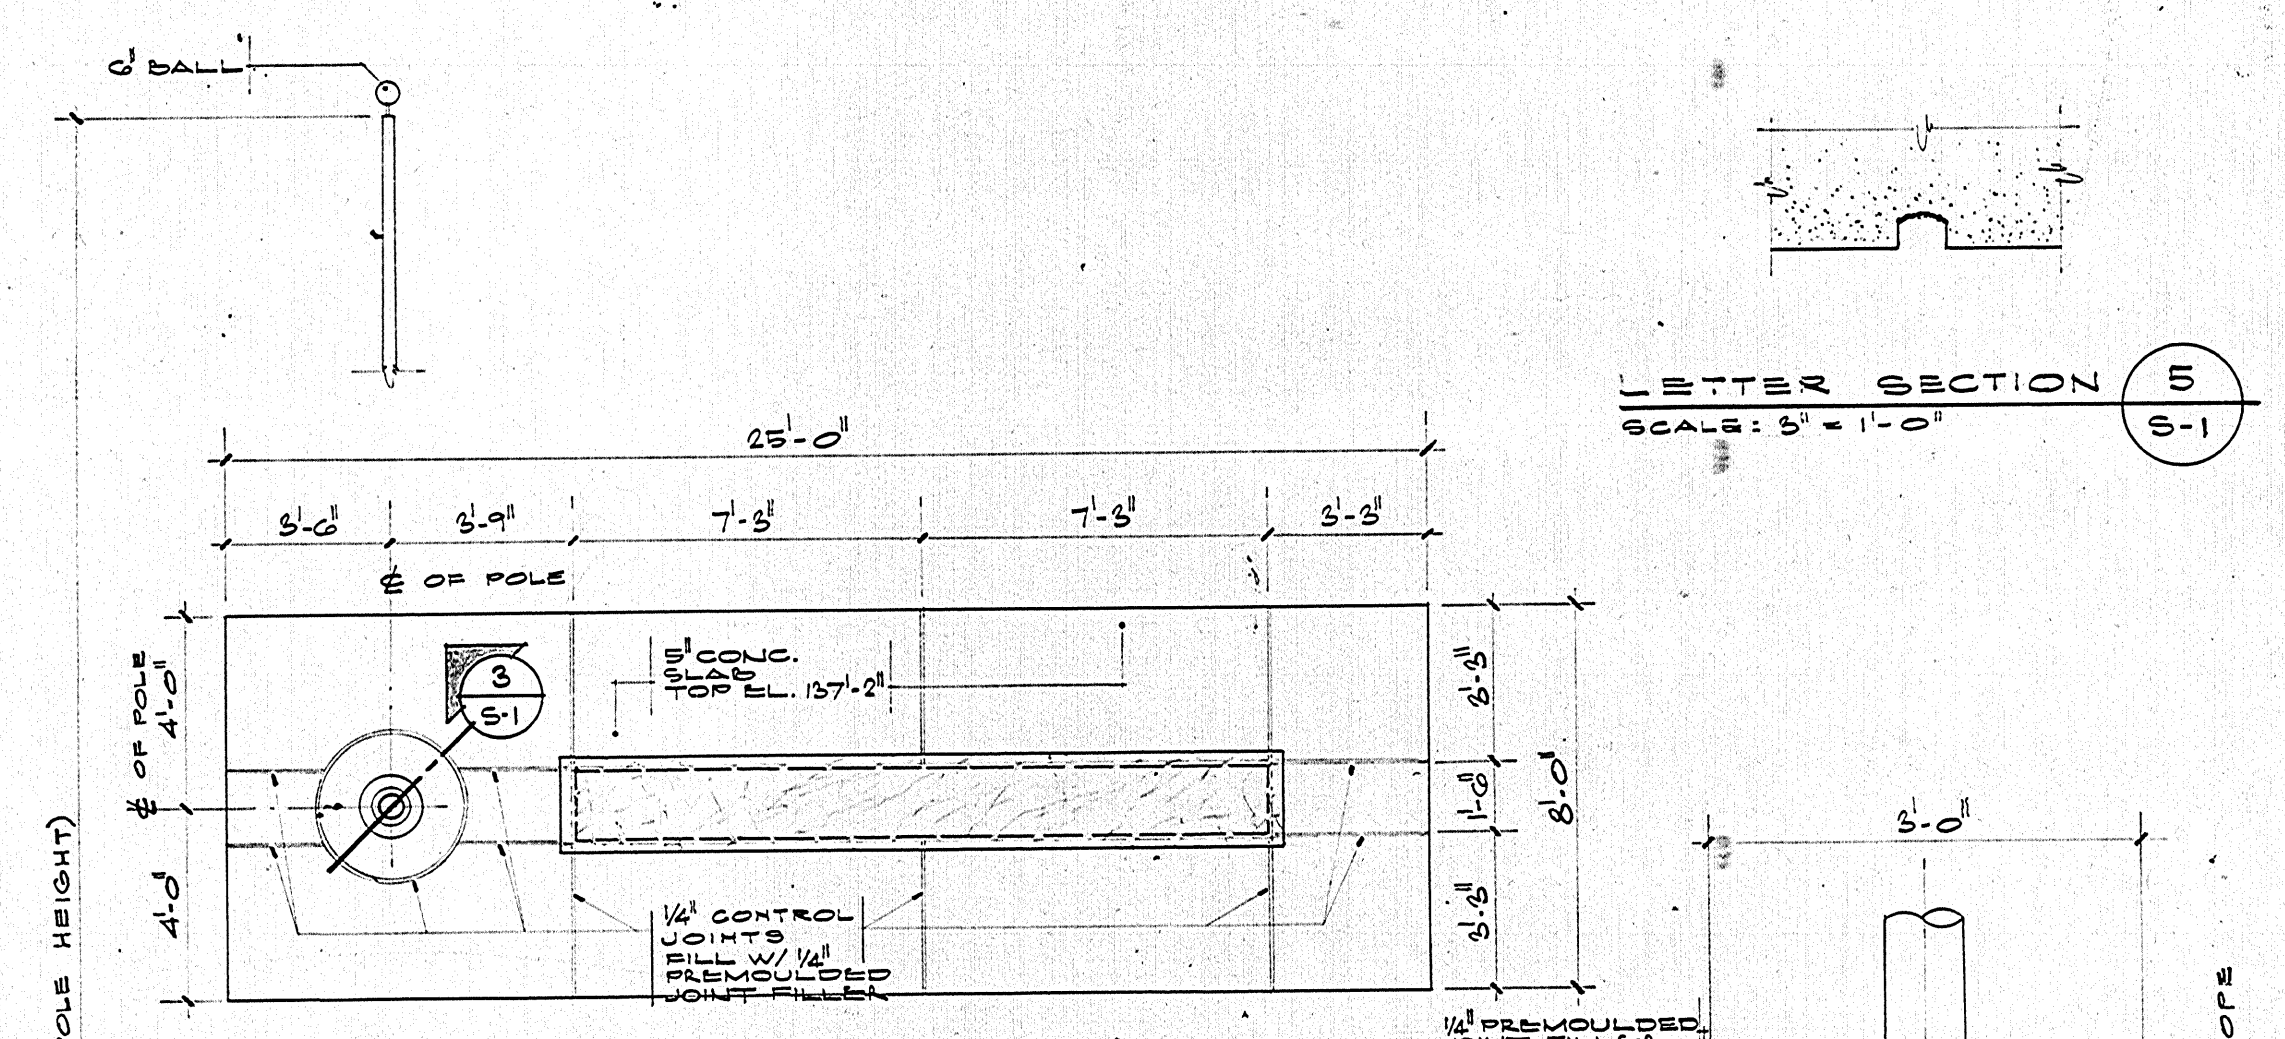 6" BALL
LETTER SECTION
5
S-1
SCALE: 3" = 1'-0"
25'-0"
3'-6"
3'-9"
7'-3"
7'-3"
3'-3"
℄ OF POLE
℄ OF POLE
4'-0"
4'-0"
3
S-1
5" CONC.
SLAB
TOP EL. 137'-2"
3'-3"
1'-6"
3'-3"
8'-0"
1/4" CONTROL
JOINTS
FILL W/ 1/4"
PREMOULDED
JOINT FILLER
3'-0"
1/4" PREMOULDED
JOINT FILLER
HEIGHT)